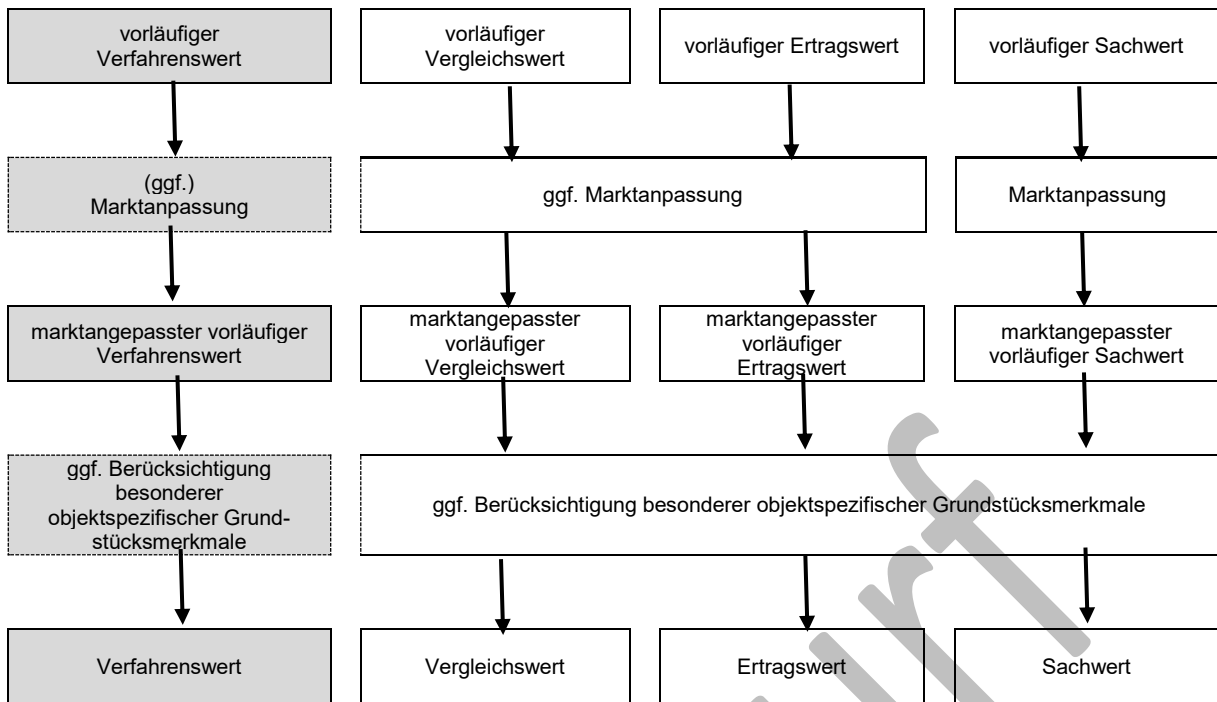 vorläufiger
Verfahrenswert
vorläufiger
Vergleichswert
vorläufiger Ertragswert
vorläufiger Sachwert
(ggf.)
Marktanpassung
ggf. Marktanpassung
Marktanpassung
marktangepasster vorläufiger
Verfahrenswert
marktangepasster
vorläufiger
Vergleichswert
marktangepasster
vorläufiger
Ertragswert
marktangepasster
vorläufiger Sachwert
ggf. Berücksichtigung
besonderer
objektspezifischer Grund-
stücksmerkmale
ggf. Berücksichtigung besonderer objektspezifischer Grundstücksmerkmale
Verfahrenswert
Vergleichswert
Ertragswert
Sachwert